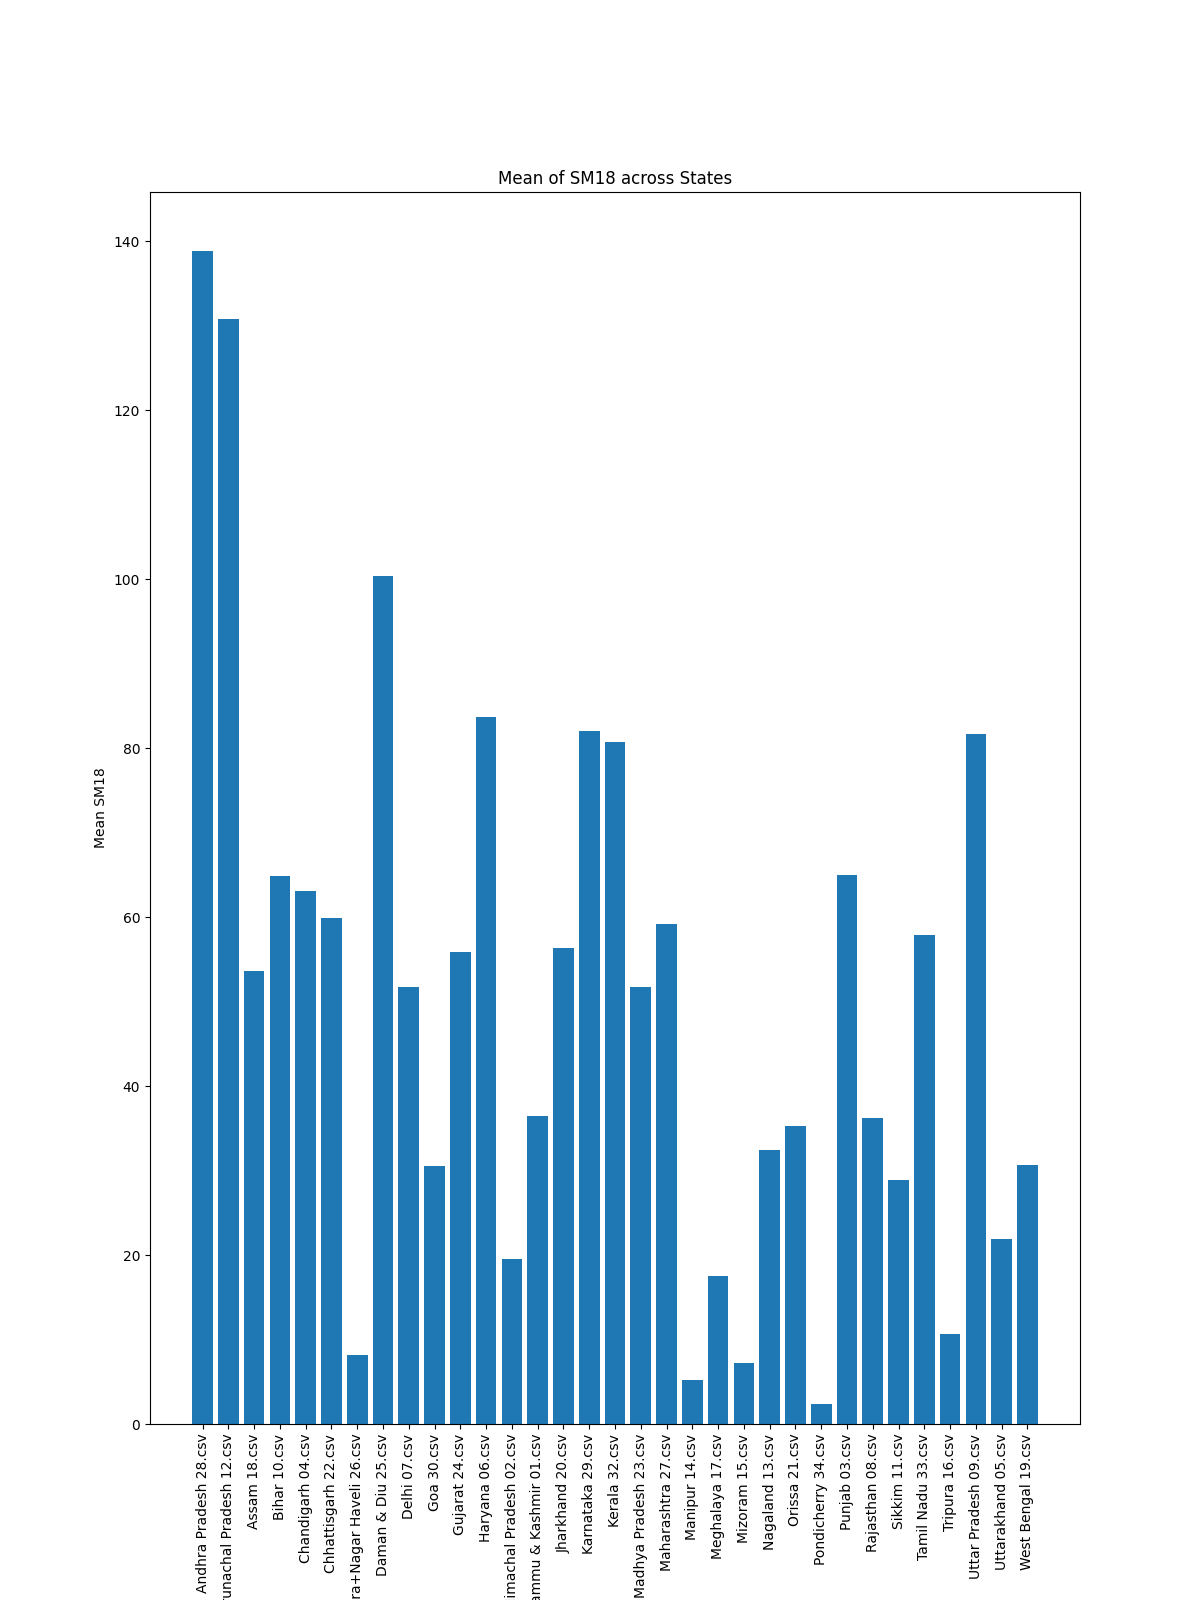 Mean of SM18 across States
Mean SM18
140
120
100
80
60
40
20
0
Andhra Pradesh 28.csv
unachal Pradesh 12.csv
Assam 18.csv
Bihar 10.csv
Chandigarh 04.csv
Chhattisgarh 22.csv
ra+Nagar Haveli 26.csv
Daman & Diu 25.csv
Delhi 07.csv
Goa 30.csv
Gujarat 24.csv
Haryana 06.csv
imachal Pradesh 02.csv
ammu & Kashmir 01.csv
Jharkhand 20.csv
Karnataka 29.csv
Kerala 32.csv
Madhya Pradesh 23.csv
Maharashtra 27.csv
Manipur 14.csv
Meghalaya 17.csv
Mizoram 15.csv
Nagaland 13.csv
Orissa 21.csv
Pondicherry 34.csv
Punjab 03.csv
Rajasthan 08.csv
Sikkim 11.csv
Tamil Nadu 33.csv
Tripura 16.csv
Uttar Pradesh 09.csv
Uttarakhand 05.csv
West Bengal 19.csv